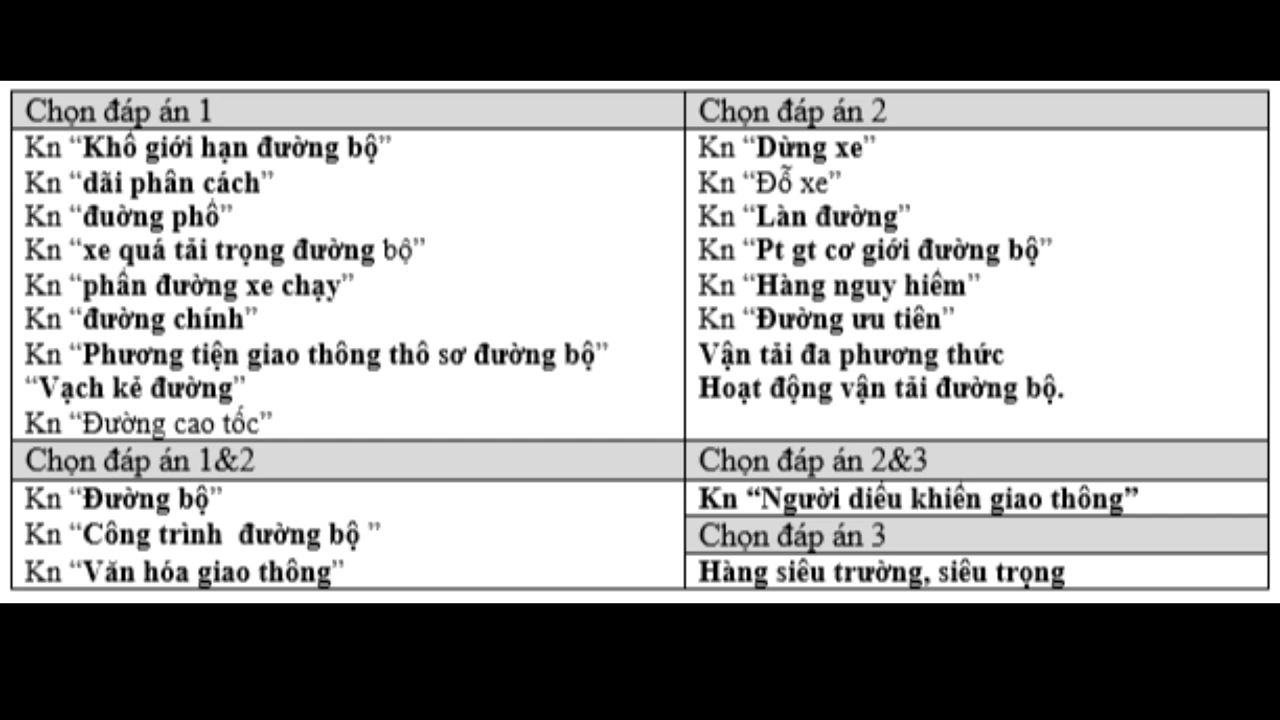 Chọn đáp án 1
Kn “Khổ giới hạn đường bộ”
Kn “dãi phân cách”
Kn “đuờng phố”
Kn “xe quá tải trọng đường bộ”
Kn “phần đường xe chạy”
Kn “đường chính”
Kn “Phương tiện giao thông thô sơ đường bộ”
“Vạch kẻ đường”
Kn “Đường cao tốc”
Chọn đáp án 2
Kn “Dừng xe”
Kn “Đỗ xe”
Kn “Làn đường”
Kn “Pt gt cơ giới đường bộ”
Kn “Hàng nguy hiểm”
Kn “Đường ưu tiên”
Vận tải đa phương thức
Hoạt động vận tải đường bộ.
Chọn đáp án 1&2
Kn “Đường bộ”
Kn “Công trình đường bộ ”
Kn “Văn hóa giao thông”
Chọn đáp án 2&3
Kn “Người điều khiển giao thông”
Chọn đáp án 3
Hàng siêu trường, siêu trọng